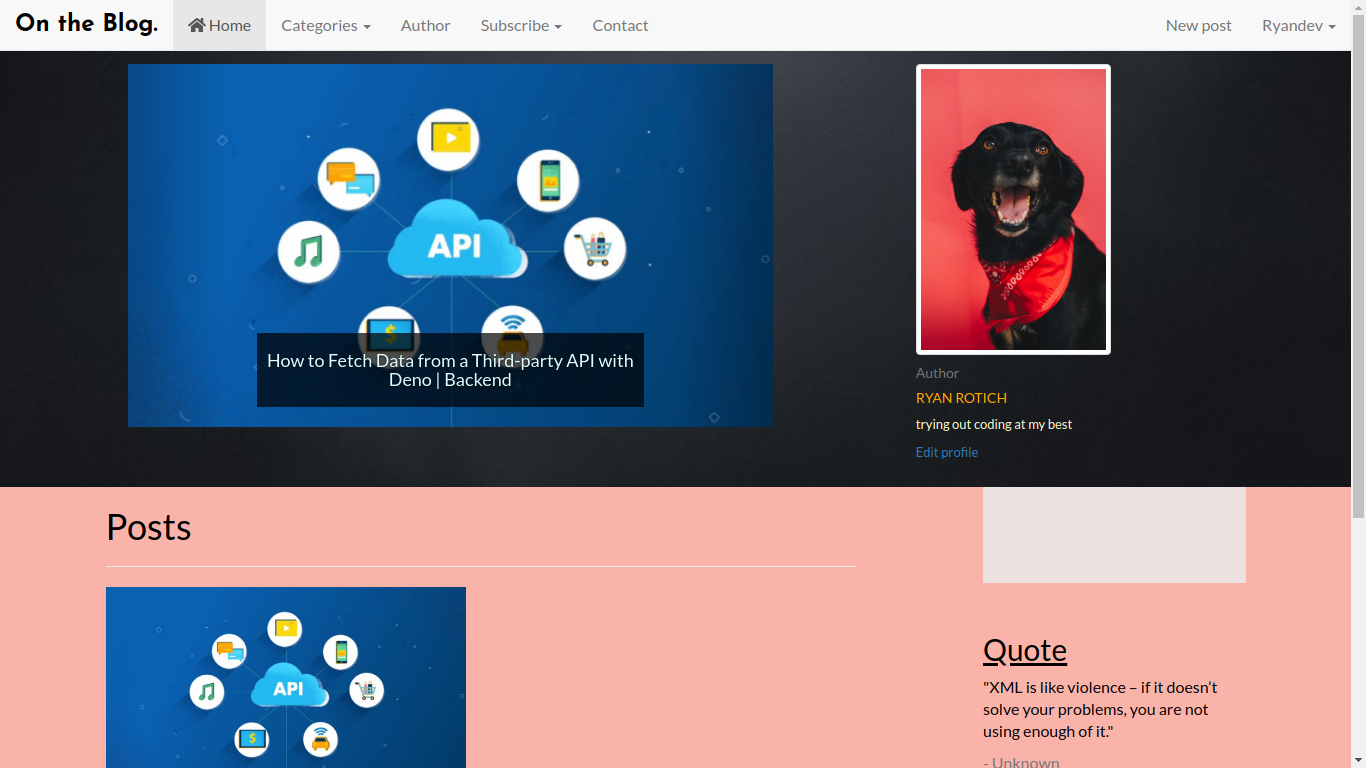 On the Blog.
Home
Categories
Author
Subscribe
Contact
New post
Ryandev
API
$
How to Fetch Data from a Third-party API with
Deno | Backend
Author
RYAN ROTICH
trying out coding at my best
Edit profile
Posts
API
$
Quote
"XML is like violence – if it doesn’t
solve your problems, you are not
using enough of it."
- Unknown